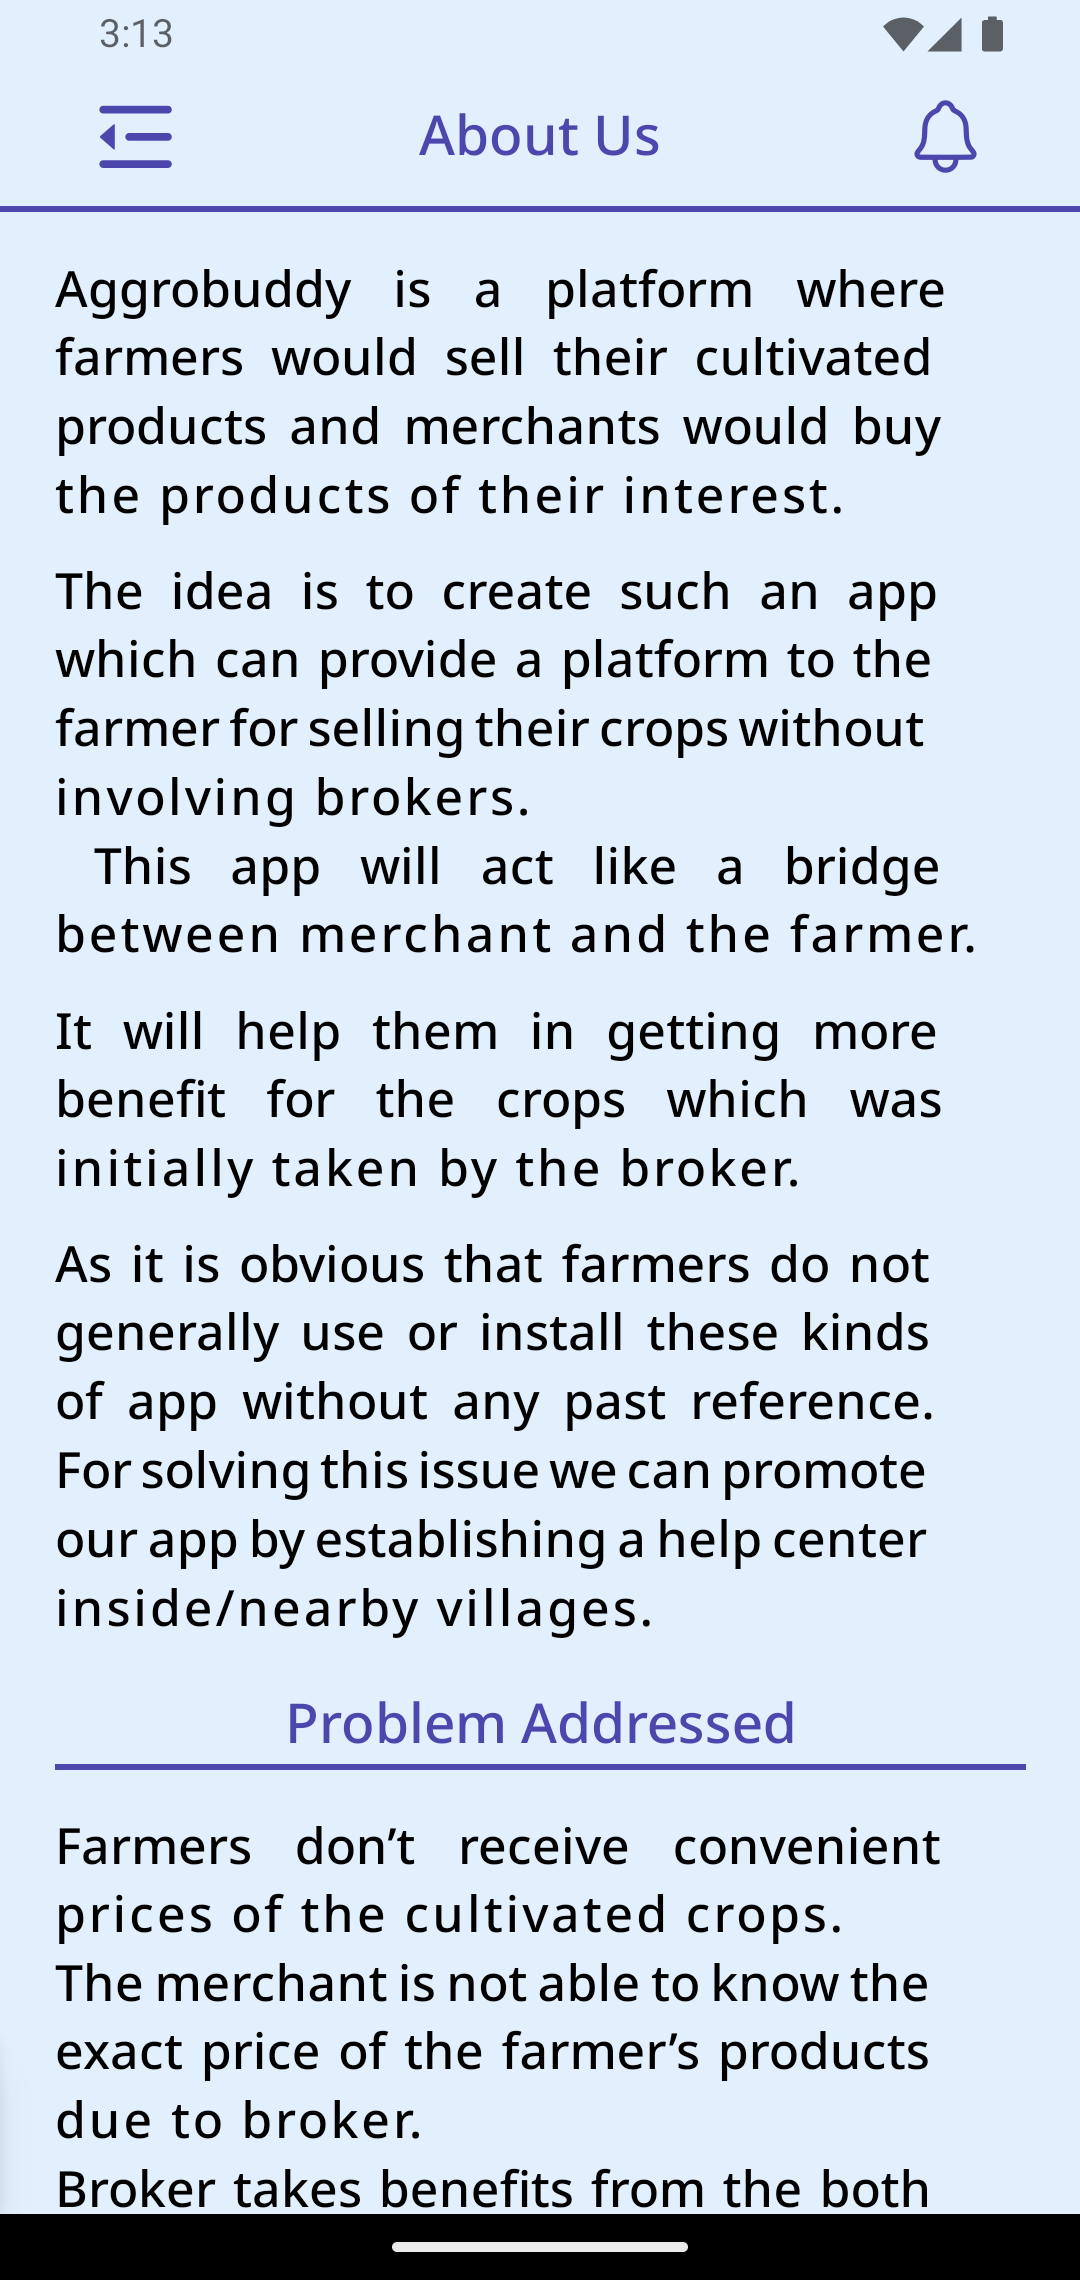 3:13
About Us
Aggrobuddy is a platform where
farmers would sell their cultivated
products and merchants would buy
the products of their interest.
The idea is to create such an app
which can provide a platform to the
farmer for selling their crops without
involving brokers.
This app will act like a bridge
between merchant and the farmer.
It will help them in getting more
benefit for the crops which was
initially taken by the broker.
As it is obvious that farmers do not
generally use or install these kinds
of app without any past reference.
For solving this issue we can promote
our app by establishing a help center
inside/nearby villages.
Problem Addressed
Farmers don’t receive convenient
prices of the cultivated crops.
The merchant is not able to know the
exact price of the farmer’s products
due to broker.
Broker takes benefits from the both